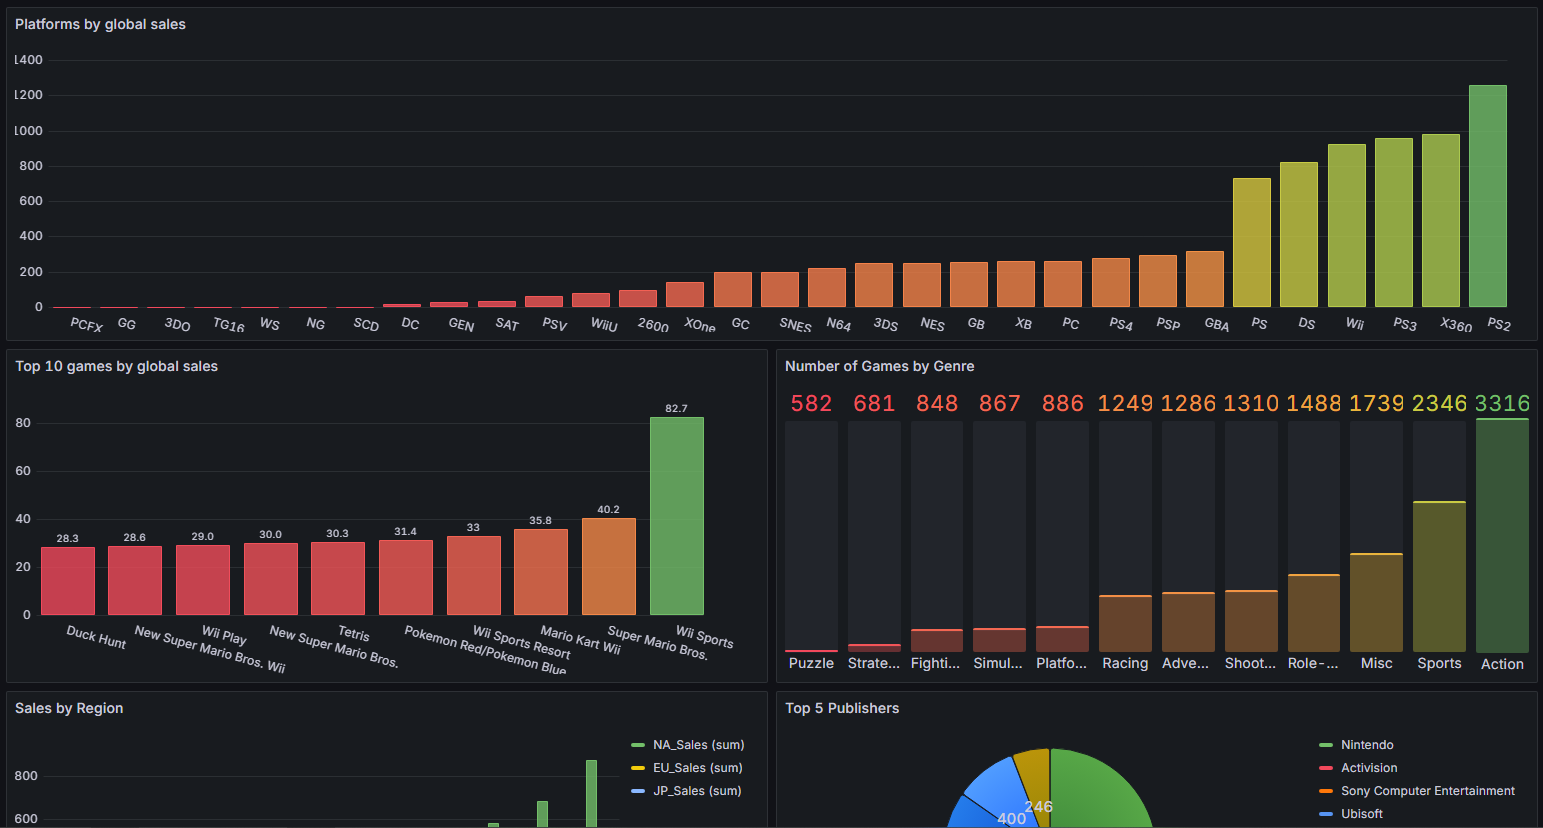 Platforms by global sales
1400
1200
1000
800
600
400
200
0
PCFX GG 3DO TG16 WS NG SCD DC GEN SAT PSV WiiU 2600 XOne GC SNES N64 3DS NES GB XB PC PS4 PSP GBA PS DS Wii PS3 X360 PS2
Top 10 games by global sales
80
60
40
20
0
28.3 28.6 29.0 30.0 30.3 31.4 33 35.8 40.2 82.7
Duck Hunt
New Super Mario Bros. Wii
Wii Play
New Super Mario Bros.
Tetris
Pokemon Red/Pokemon Blue
Wii Sports Resort
Mario Kart Wii
Super Mario Bros.
Wii Sports
Number of Games by Genre
582 681 848 867 886 1249 1286 1310 1488 1739 2346 3316
Puzzle Strate... Fighti... Simul... Platfo... Racing Adve... Shoot... Role-... Misc Sports Action
Sales by Region
800
600
NA_Sales (sum)
EU_Sales (sum)
JP_Sales (sum)
Top 5 Publishers
246
400
Nintendo
Activision
Sony Computer Entertainment
Ubisoft